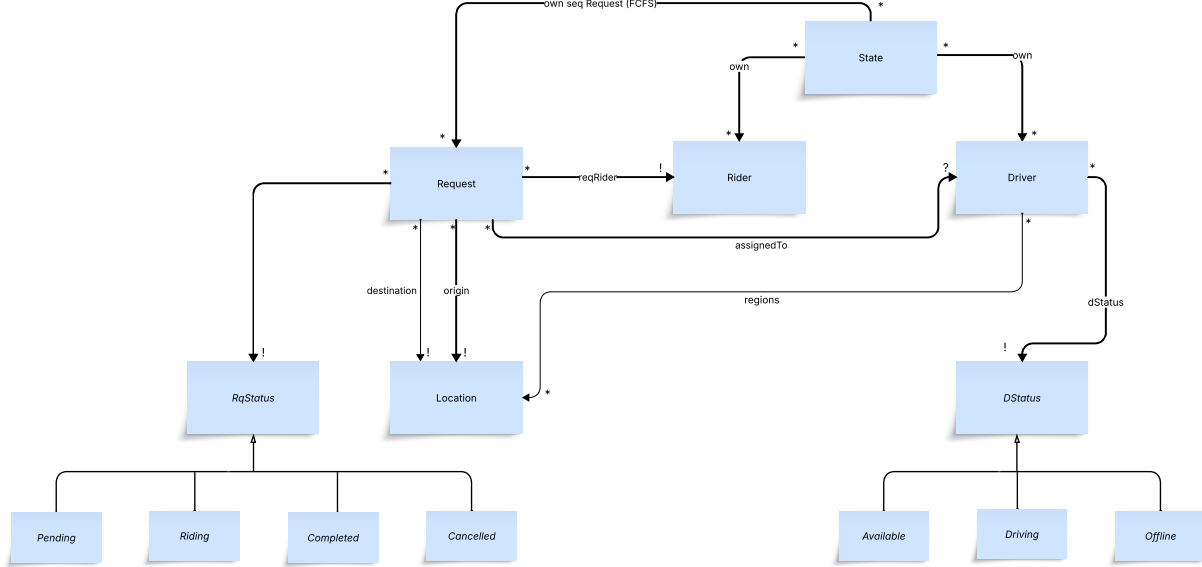 own seq Request (FCFS)
*
*
*
State
own
own
*
*
*
*
*
!
?
*
Request
reqRider
Rider
Driver
*
*
*
*
assignedTo
destination
origin
regions
dStatus
!
!
!
!
*
RqStatus
Location
DStatus
Pending
Riding
Completed
Cancelled
Available
Driving
Offline